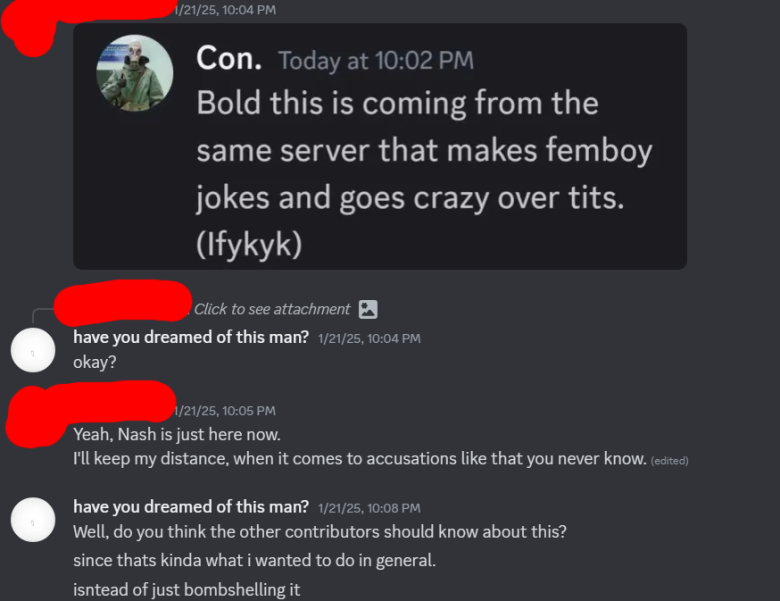 1/21/25, 10:04 PM
Con. Today at 10:02 PM
Bold this is coming from the
same server that makes femboy
jokes and goes crazy over tits.
(Ifykyk)
Click to see attachment
have you dreamed of this man? 1/21/25, 10:04 PM
okay?
1/21/25, 10:05 PM
Yeah, Nash is just here now.
I'll keep my distance, when it comes to accusations like that you never know. (edited)
have you dreamed of this man? 1/21/25, 10:08 PM
Well, do you think the other contributors should know about this?
since thats kinda what i wanted to do in general.
isntead of just bombshelling it